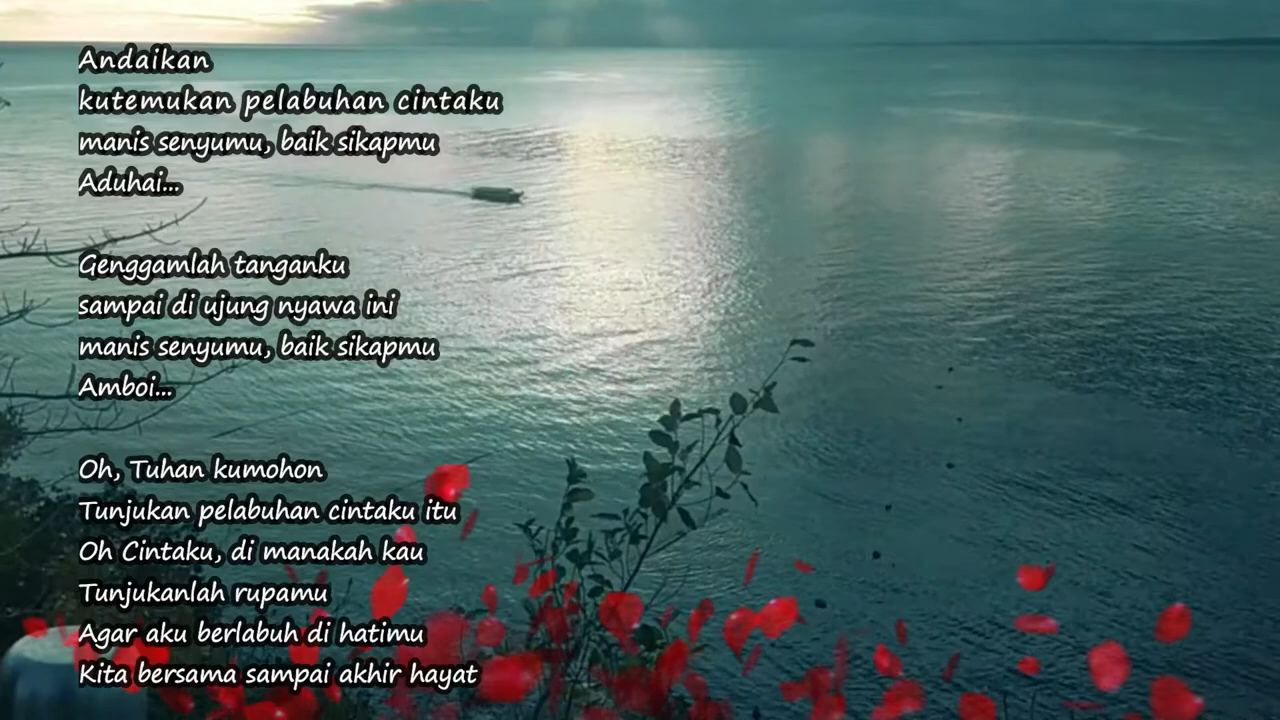 Andaikan
kutemukan pelabuhan cintaku
manis senyumu, baik sikapmu
Aduhai...
Genggamlah tanganku
sampai di ujung nyawa ini
manis senyumu, baik sikapmu
Amboi...
Oh, Tuhan kumohon
Tunjukan pelabuhan cintaku itu
Oh Cintaku, di manakah kau
Tunjukanlah rupamu
Agar aku berlabuh di hatimu
Kita bersama sampai akhir hayat